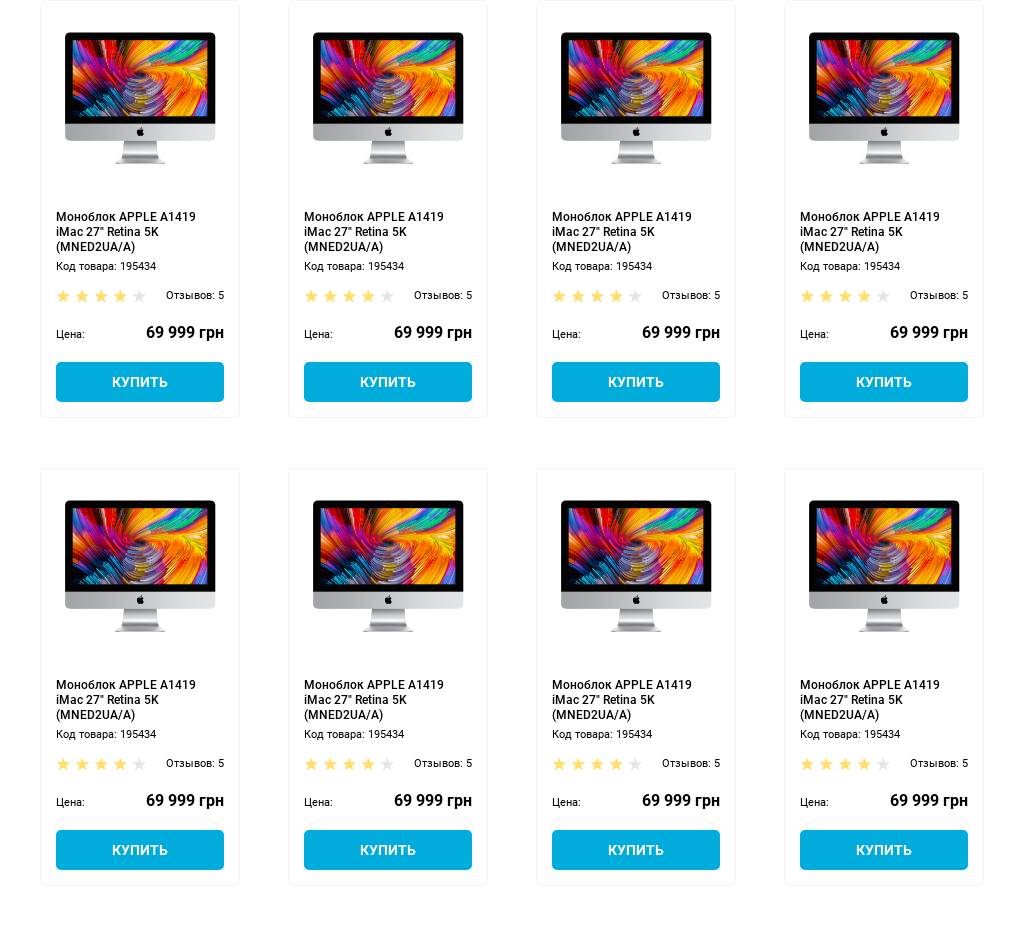 Моноблок APPLE A1419
iMac 27" Retina 5K
(MNED2UA/A)
Код товара: 195434
Отзывов: 5
Цена: 69 999 грн
КУПИТЬ
Моноблок APPLE A1419
iMac 27" Retina 5K
(MNED2UA/A)
Код товара: 195434
Отзывов: 5
Цена: 69 999 грн
КУПИТЬ
Моноблок APPLE A1419
iMac 27" Retina 5K
(MNED2UA/A)
Код товара: 195434
Отзывов: 5
Цена: 69 999 грн
КУПИТЬ
Моноблок APPLE A1419
iMac 27" Retina 5K
(MNED2UA/A)
Код товара: 195434
Отзывов: 5
Цена: 69 999 грн
КУПИТЬ
Моноблок APPLE A1419
iMac 27" Retina 5K
(MNED2UA/A)
Код товара: 195434
Отзывов: 5
Цена: 69 999 грн
КУПИТЬ
Моноблок APPLE A1419
iMac 27" Retina 5K
(MNED2UA/A)
Код товара: 195434
Отзывов: 5
Цена: 69 999 грн
КУПИТЬ
Моноблок APPLE A1419
iMac 27" Retina 5K
(MNED2UA/A)
Код товара: 195434
Отзывов: 5
Цена: 69 999 грн
КУПИТЬ
Моноблок APPLE A1419
iMac 27" Retina 5K
(MNED2UA/A)
Код товара: 195434
Отзывов: 5
Цена: 69 999 грн
КУПИТЬ